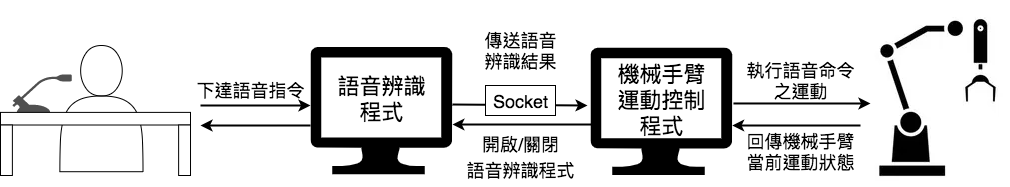 下達語音指令
語音辨識
程式
傳送語音
辨識結果
Socket
開啟/關閉
語音辨識程式
機械手臂
運動控制
程式
執行語音命令
之運動
回傳機械手臂
當前運動狀態